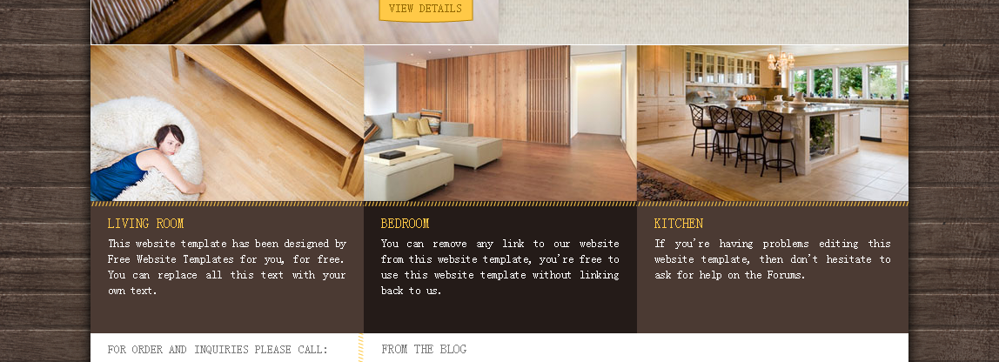 VIEW DETAILS
LIVING ROOM
This website template has been designed by
Free Website Templates for you, for free.
You can replace all this text with your
own text.
BEDROOM
You can remove any link to our website
from this website template, you're free to
use this website template without linking
back to us.
KITCHEN
If you're having problems editing this
website template, then don't hesitate to
ask for help on the Forums.
FOR ORDER AND INQUIRIES PLEASE CALL:
FROM THE BLOG